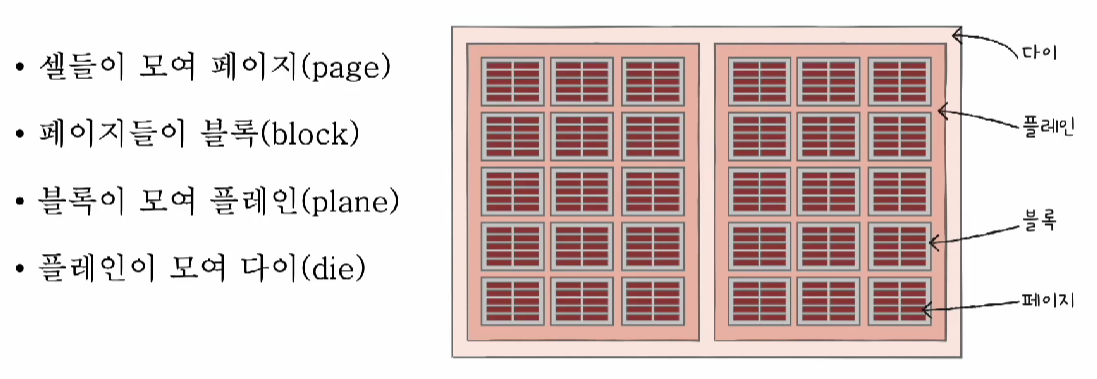 • 셀들이 모여 페이지(page)
• 페이지들이 블록(block)
• 블록이 모여 플레인(plane)
• 플레인이 모여 다이(die)
다이
플레인
블록
페이지